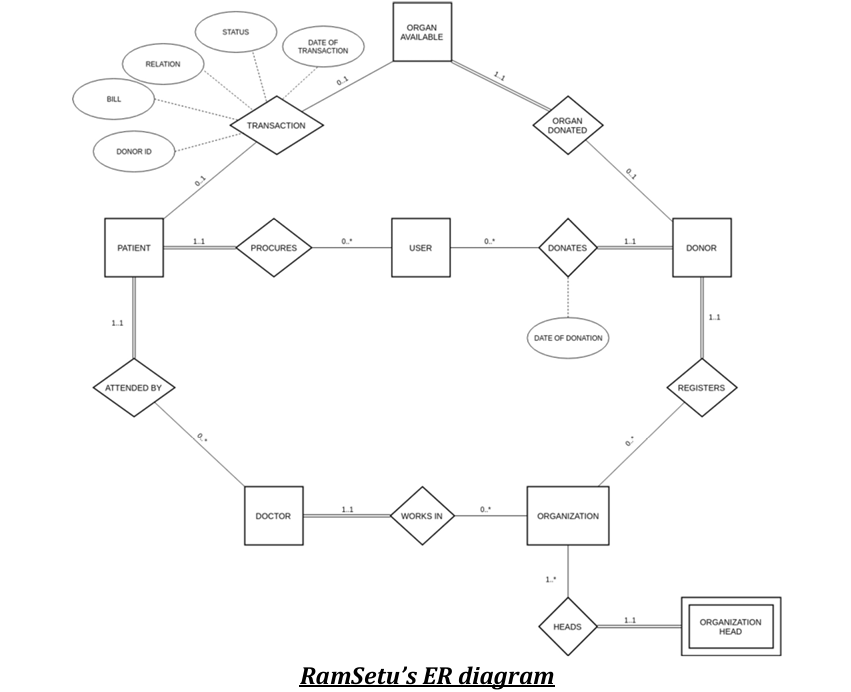 ORGAN
AVAILABLE
STATUS
DATE OF
TRANSACTION
RELATION
BILL
DONOR ID
TRANSACTION
0..1
1..1
ORGAN
DONATED
0..1
0..1
PATIENT
1..1
PROCURES
0..*
USER
0..*
DONATES
1..1
DONOR
1..1
1..1
DATE OF DONATION
ATTENDED BY
REGISTERS
0..*
0..*
DOCTOR
1..1
WORKS IN
0..*
ORGANIZATION
1..*
HEADS
1..1
ORGANIZATION
HEAD
RamSetu’s ER diagram